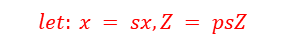 let: x = sx, Z = psZ